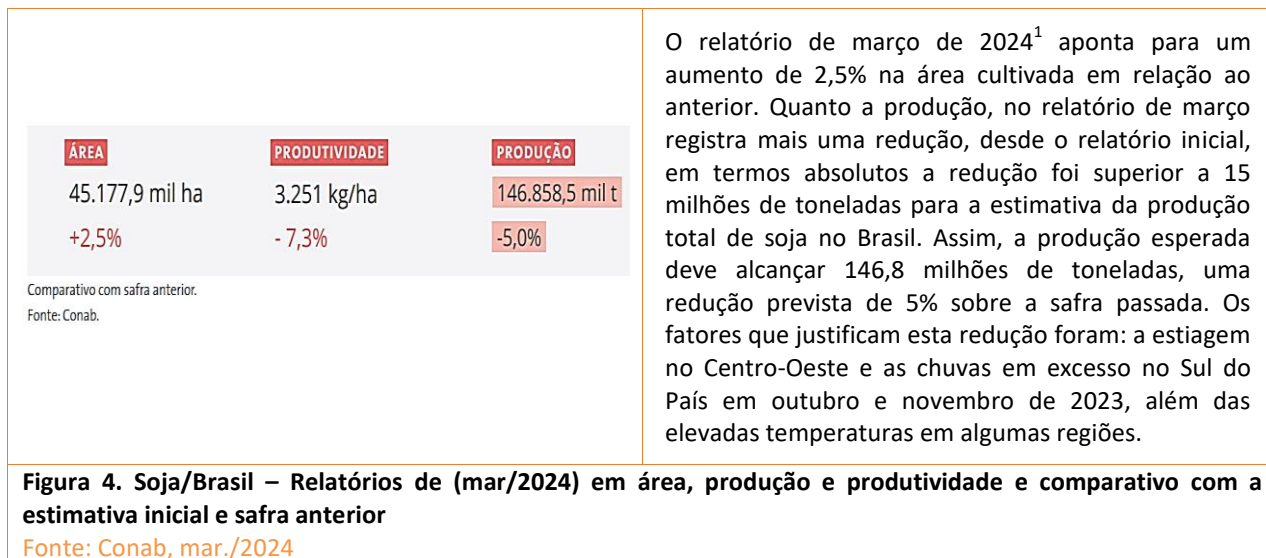 ÁREA PRODUTIVIDADE PRODUÇÃO
45.177,9 mil ha 3.251 kg/ha 146.858,5 mil t
+2,5% - 7,3% -5,0%
Comparativo com safra anterior.
Fonte: Conab.
O relatório de março de 2024¹ aponta para um
aumento de 2,5% na área cultivada em relação ao
anterior. Quanto a produção, no relatório de março
registra mais uma redução, desde o relatório inicial,
em termos absolutos a redução foi superior a 15
milhões de toneladas para a estimativa da produção
total de soja no Brasil. Assim, a produção esperada
deve alcançar 146,8 milhões de toneladas, uma
redução prevista de 5% sobre a safra passada. Os
fatores que justificam esta redução foram: a estiagem
no Centro-Oeste e as chuvas em excesso no Sul do
País em outubro e novembro de 2023, além das
elevadas temperaturas em algumas regiões.
Figura 4. Soja/Brasil – Relatórios de (mar/2024) em área, produção e produtividade e comparativo com a
estimativa inicial e safra anterior
Fonte: Conab, mar./2024